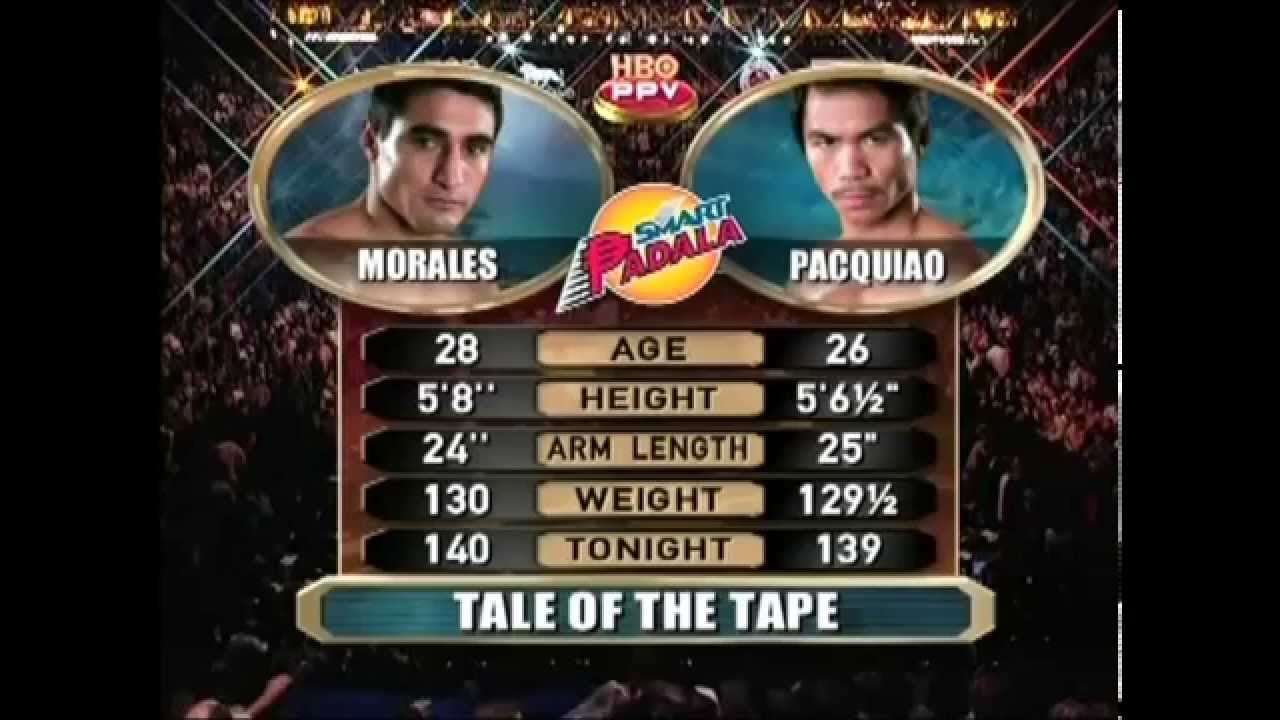 HBO
PPV
MORALES
SMART
PADALA
PACQUIAO
28 AGE 26
5'8'' HEIGHT 5'6½"
24'' ARM LENGTH 25"
130 WEIGHT 129½
140 TONIGHT 139
TALE OF THE TAPE